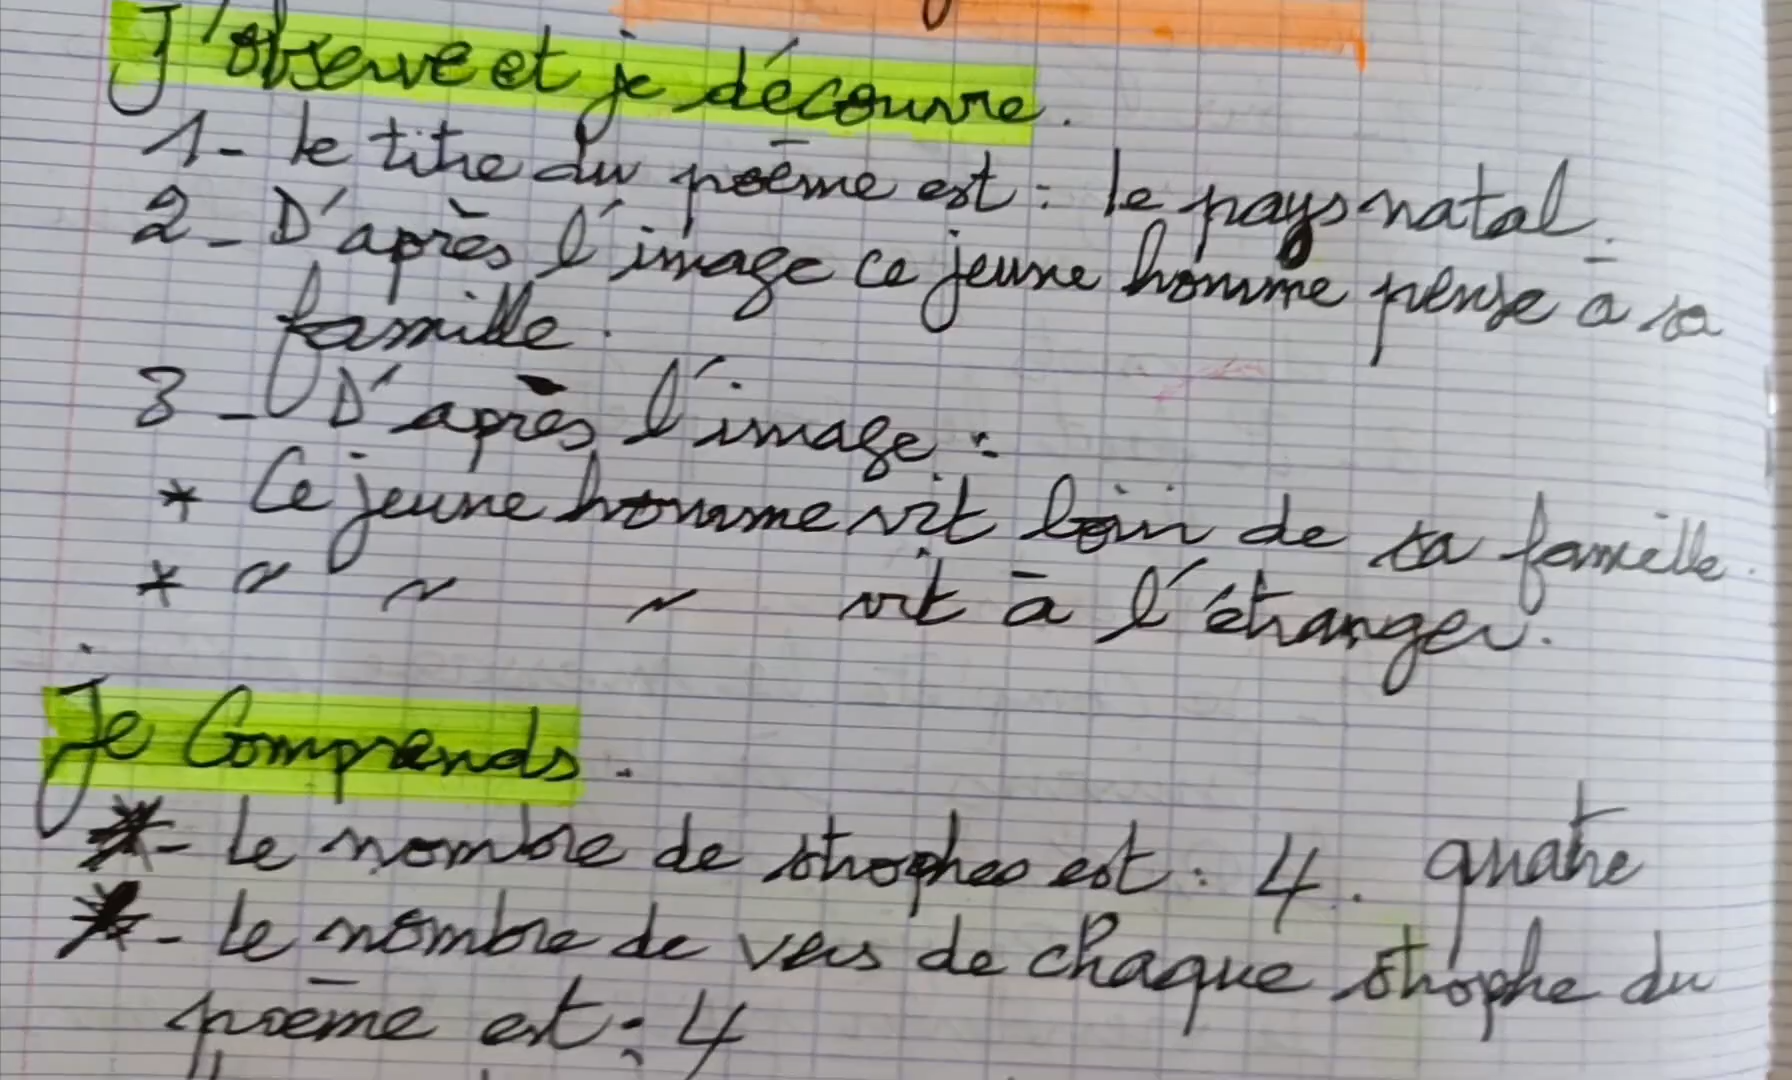 J'observe et je découvre.
1- le titre du poème est : le pays natal.
2- D'après l'image ce jeune homme pense à sa
famille.
3- D'après l'image :
* Ce jeune homme vit loin de sa famille.
* " " " vit à l'étranger.
Je Comprends.
- le nombre de strophes est : 4. quatre
- le nombre de vers de chaque strophe du
poème est : 4